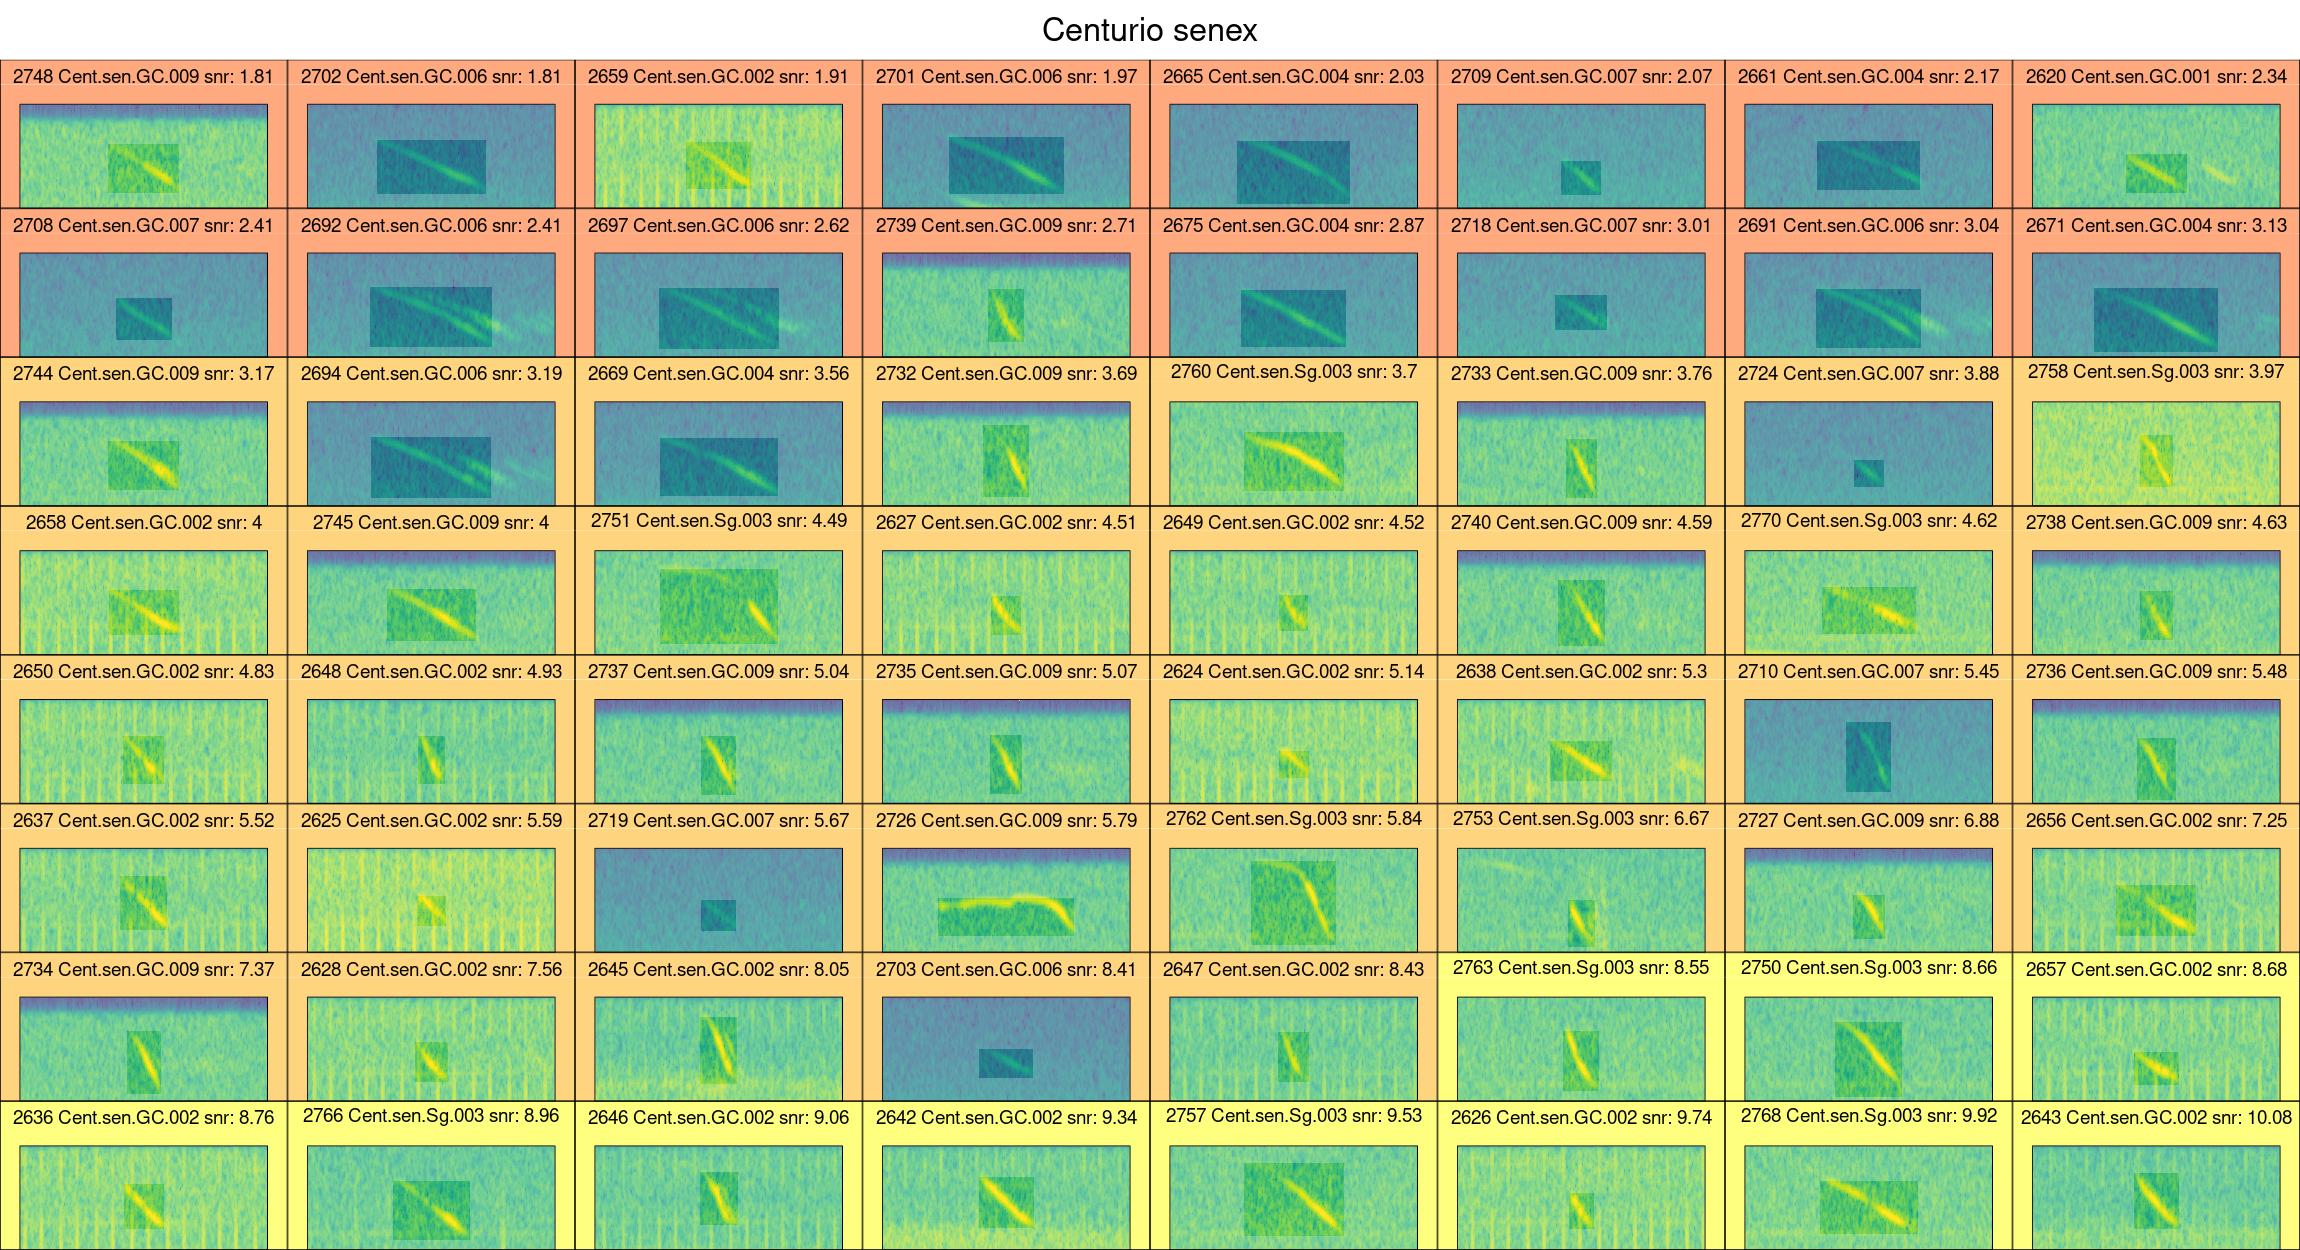 Centurio senex
2748 Cent.sen.GC.009 snr: 1.81
2702 Cent.sen.GC.006 snr: 1.81
2659 Cent.sen.GC.002 snr: 1.91
2701 Cent.sen.GC.006 snr: 1.97
2665 Cent.sen.GC.004 snr: 2.03
2709 Cent.sen.GC.007 snr: 2.07
2661 Cent.sen.GC.004 snr: 2.17
2620 Cent.sen.GC.001 snr: 2.34
2708 Cent.sen.GC.007 snr: 2.41
2692 Cent.sen.GC.006 snr: 2.41
2697 Cent.sen.GC.006 snr: 2.62
2739 Cent.sen.GC.009 snr: 2.71
2675 Cent.sen.GC.004 snr: 2.87
2718 Cent.sen.GC.007 snr: 3.01
2691 Cent.sen.GC.006 snr: 3.04
2671 Cent.sen.GC.004 snr: 3.13
2744 Cent.sen.GC.009 snr: 3.17
2694 Cent.sen.GC.006 snr: 3.19
2669 Cent.sen.GC.004 snr: 3.56
2732 Cent.sen.GC.009 snr: 3.69
2760 Cent.sen.Sg.003 snr: 3.7
2733 Cent.sen.GC.009 snr: 3.76
2724 Cent.sen.GC.007 snr: 3.88
2758 Cent.sen.Sg.003 snr: 3.97
2658 Cent.sen.GC.002 snr: 4
2745 Cent.sen.GC.009 snr: 4
2751 Cent.sen.Sg.003 snr: 4.49
2627 Cent.sen.GC.002 snr: 4.51
2649 Cent.sen.GC.002 snr: 4.52
2740 Cent.sen.GC.009 snr: 4.59
2770 Cent.sen.Sg.003 snr: 4.62
2738 Cent.sen.GC.009 snr: 4.63
2650 Cent.sen.GC.002 snr: 4.83
2648 Cent.sen.GC.002 snr: 4.93
2737 Cent.sen.GC.009 snr: 5.04
2735 Cent.sen.GC.009 snr: 5.07
2624 Cent.sen.GC.002 snr: 5.14
2638 Cent.sen.GC.002 snr: 5.3
2710 Cent.sen.GC.007 snr: 5.45
2736 Cent.sen.GC.009 snr: 5.48
2637 Cent.sen.GC.002 snr: 5.52
2625 Cent.sen.GC.002 snr: 5.59
2719 Cent.sen.GC.007 snr: 5.67
2726 Cent.sen.GC.009 snr: 5.79
2762 Cent.sen.Sg.003 snr: 5.84
2753 Cent.sen.Sg.003 snr: 6.67
2727 Cent.sen.GC.009 snr: 6.88
2656 Cent.sen.GC.002 snr: 7.25
2734 Cent.sen.GC.009 snr: 7.37
2628 Cent.sen.GC.002 snr: 7.56
2645 Cent.sen.GC.002 snr: 8.05
2703 Cent.sen.GC.006 snr: 8.41
2647 Cent.sen.GC.002 snr: 8.43
2763 Cent.sen.Sg.003 snr: 8.55
2750 Cent.sen.Sg.003 snr: 8.66
2657 Cent.sen.GC.002 snr: 8.68
2636 Cent.sen.GC.002 snr: 8.76
2766 Cent.sen.Sg.003 snr: 8.96
2646 Cent.sen.GC.002 snr: 9.06
2642 Cent.sen.GC.002 snr: 9.34
2757 Cent.sen.Sg.003 snr: 9.53
2626 Cent.sen.GC.002 snr: 9.74
2768 Cent.sen.Sg.003 snr: 9.92
2643 Cent.sen.GC.002 snr: 10.08